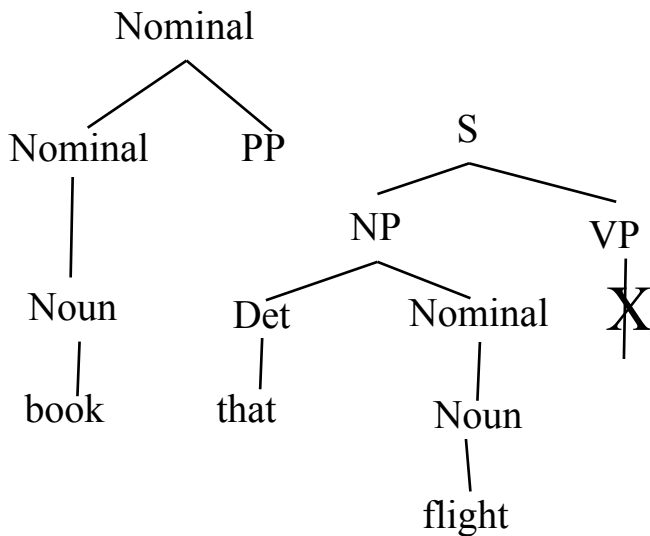 Nominal
Nominal PP
S
NP VP
Noun
Det Nominal X
book
that
Noun
flight